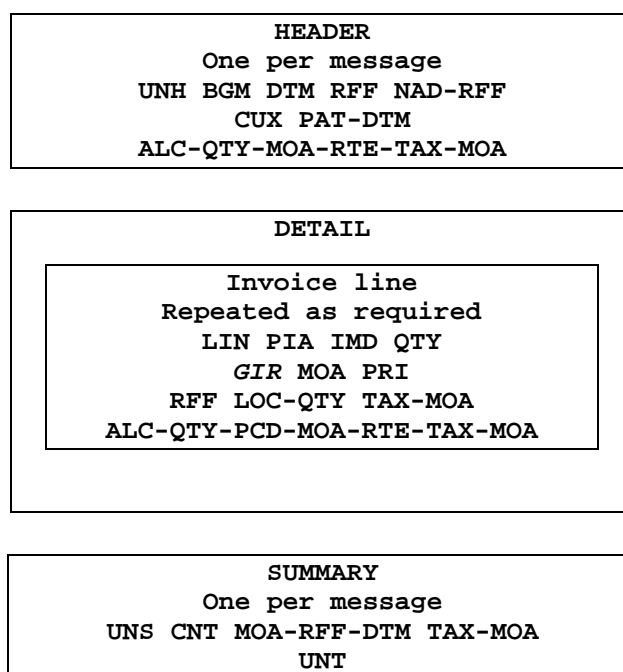 HEADER
One per message
UNH BGM DTM RFF NAD-RFF
CUX PAT-DTM
ALC-QTY-MOA-RTE-TAX-MOA
DETAIL
Invoice line
Repeated as required
LIN PIA IMD QTY
GIR MOA PRI
RFF LOC-QTY TAX-MOA
ALC-QTY-PCD-MOA-RTE-TAX-MOA
SUMMARY
One per message
UNS CNT MOA-RFF-DTM TAX-MOA
UNT